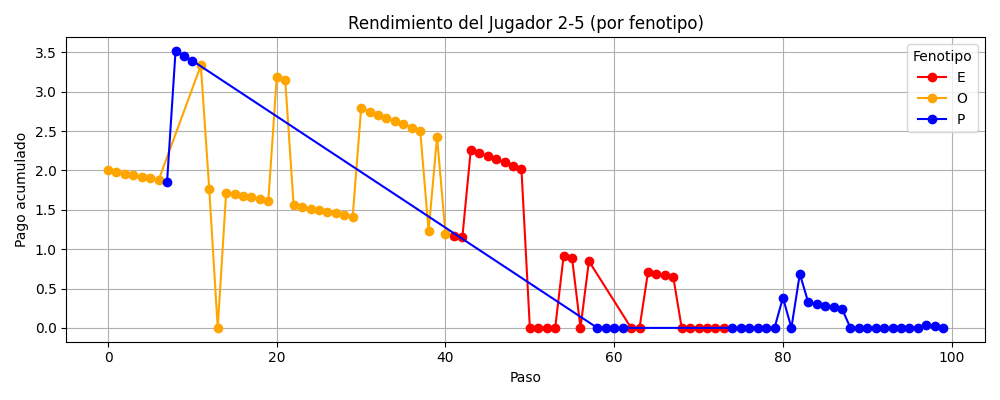 Rendimiento del Jugador 2-5 (por fenotipo)
Pago acumulado
3.5
3.0
2.5
2.0
1.5
1.0
0.5
0.0
Fenotipo
E
O
P
0
20
40
60
80
100
Paso